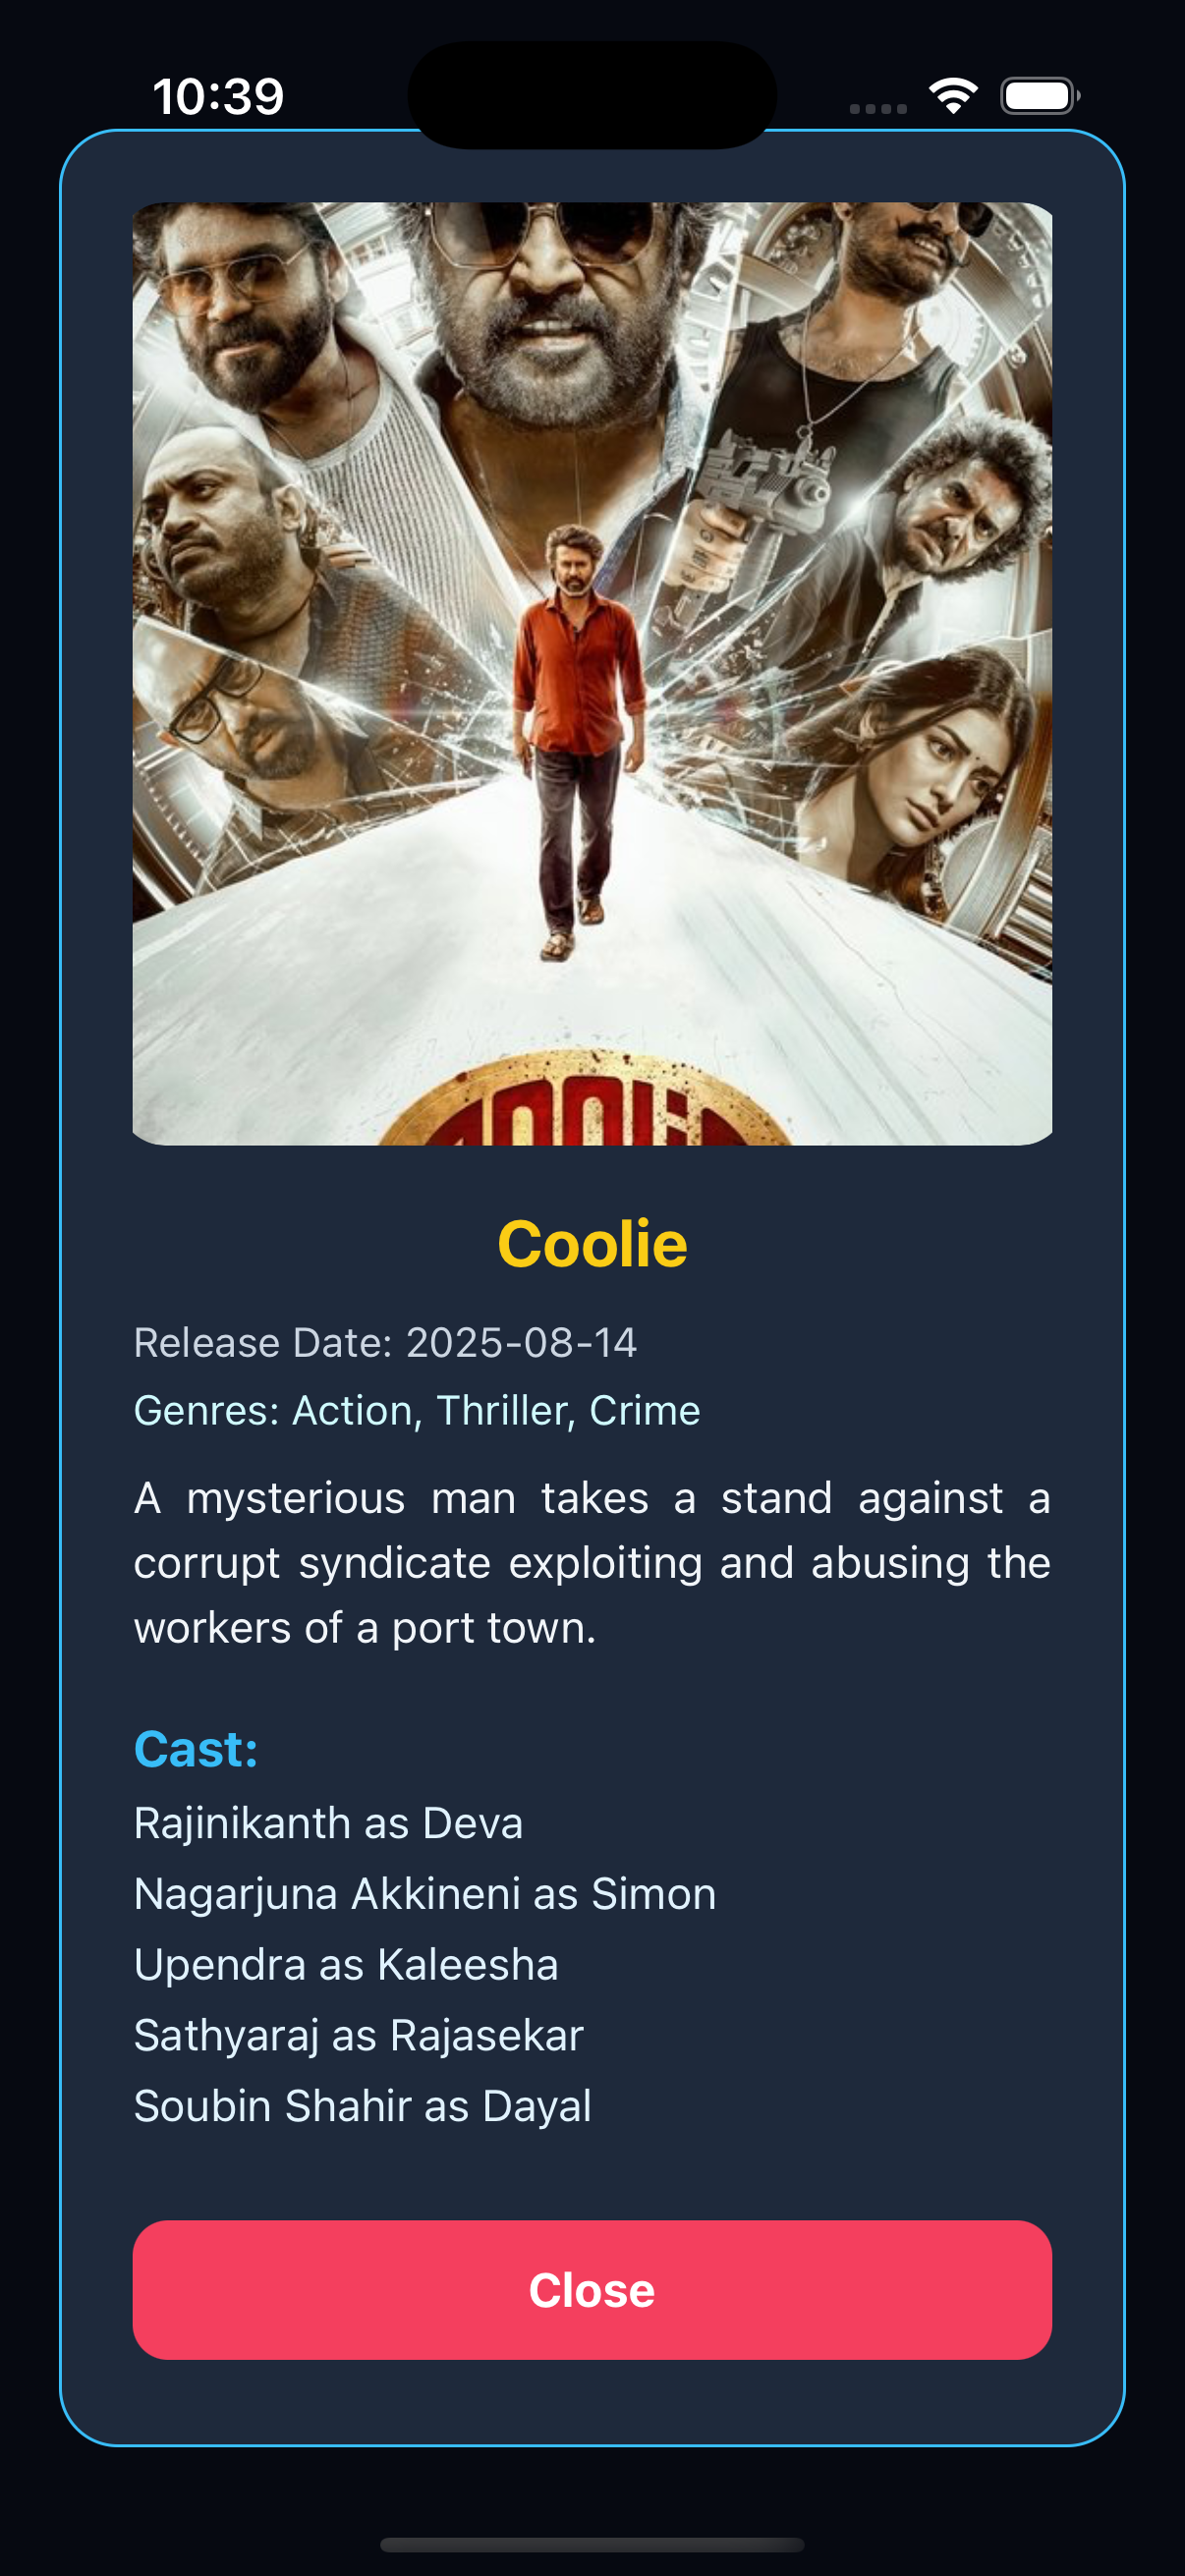 10:39
Coolie
Coolie
Release Date: 2025-08-14
Genres: Action, Thriller, Crime
A mysterious man takes a stand against a
corrupt syndicate exploiting and abusing the
workers of a port town.
Cast:
Rajinikanth as Deva
Nagarjuna Akkineni as Simon
Upendra as Kaleesha
Sathyaraj as Rajasekar
Soubin Shahir as Dayal
Close